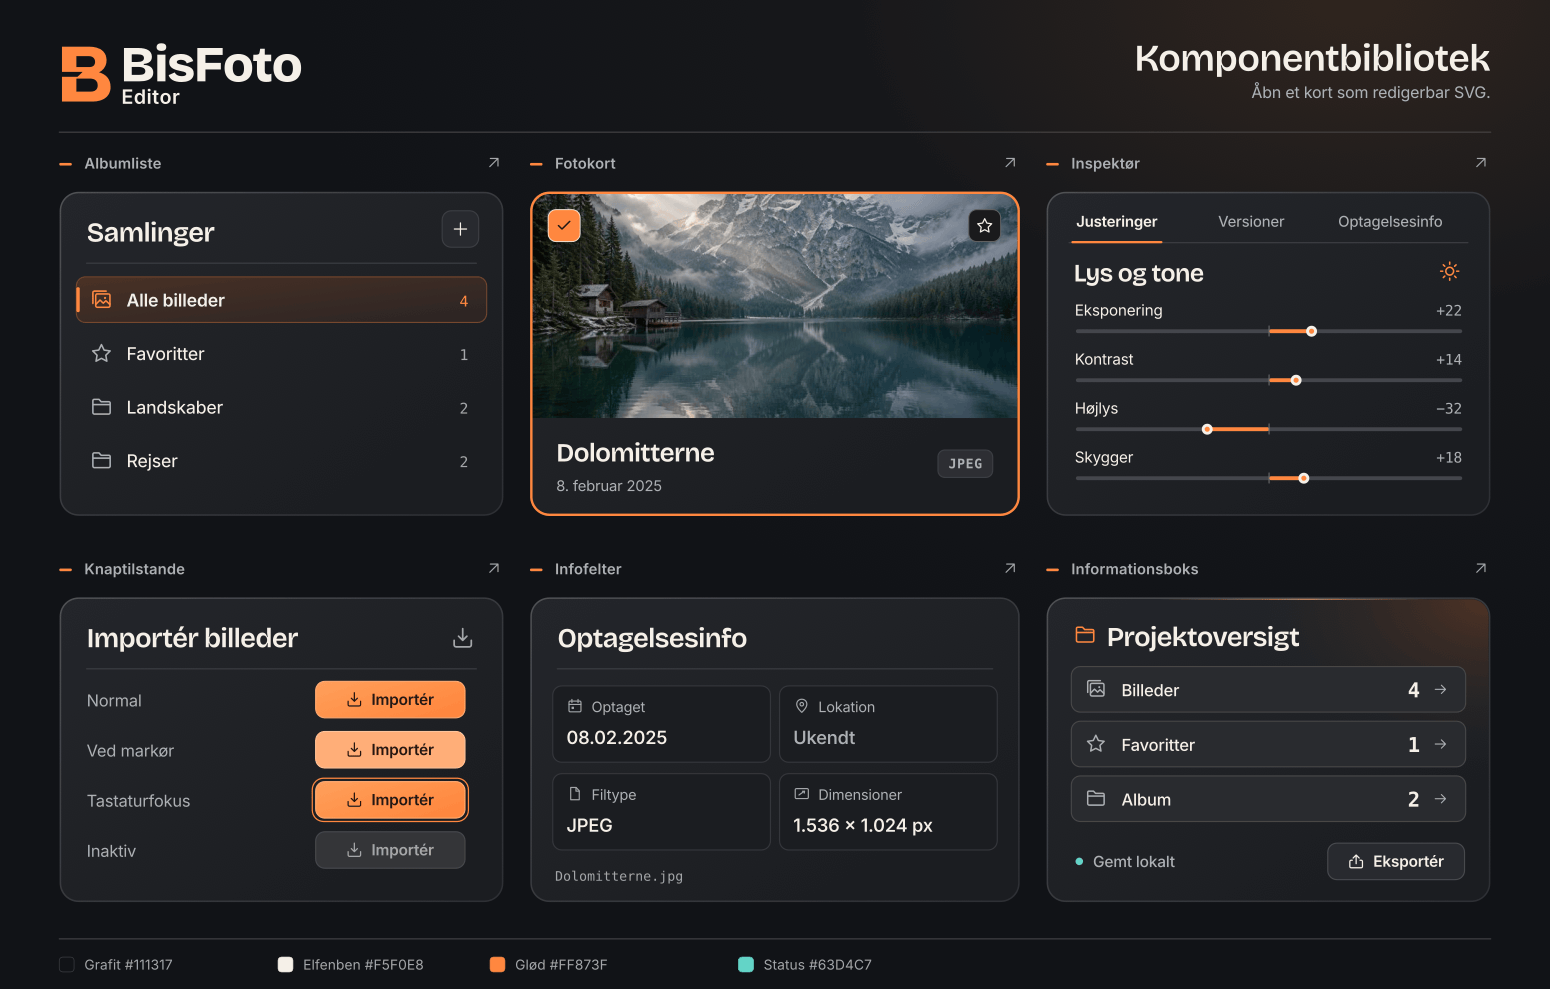 BisFoto
Editor
Komponentbibliotek
Åbn et kort som redigerbar SVG.
Albumliste
Samlinger
Alle billeder 4
Favoritter 1
Landskaber 2
Rejser 2
Fotokort
Dolomitterne
8. februar 2025
JPEG
Inspektør
Justeringer Versioner Optagelsesinfo
Lys og tone
Eksponering +22
Kontrast +14
Højlys −32
Skygger +18
Knaptilstande
Importér billeder
Normal Importér
Ved markør Importér
Tastaturfokus Importér
Inaktiv Importér
Infofelter
Optagelsesinfo
Optaget
08.02.2025
Lokation
Ukendt
Filtype
JPEG
Dimensioner
1.536 × 1.024 px
Dolomitterne.jpg
Informationsboks
Projektoversigt
Billeder 4
Favoritter 1
Album 2
Gemt lokalt Eksportér
Grafit #111317 Elfenben #F5F0E8 Glød #FF873F Status #63D4C7